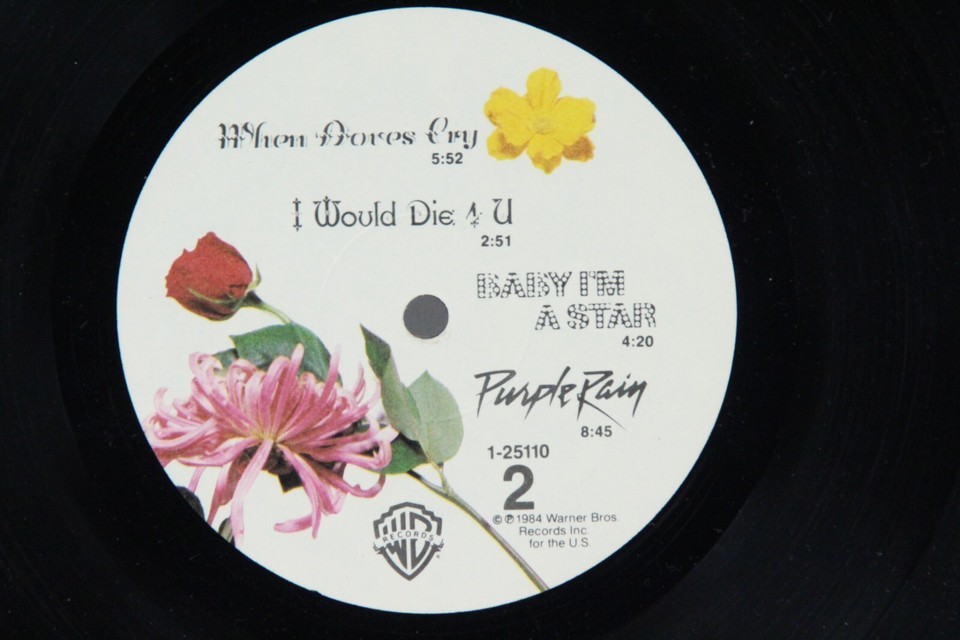 When Doves Cry
5:52
I Would Die 4 U
2:51
BABY I'M
A STAR
4:20
Purple Rain
8:45
1-25110
2
© ℗ 1984 Warner Bros.
Records Inc.
for the U.S.
RECORDS